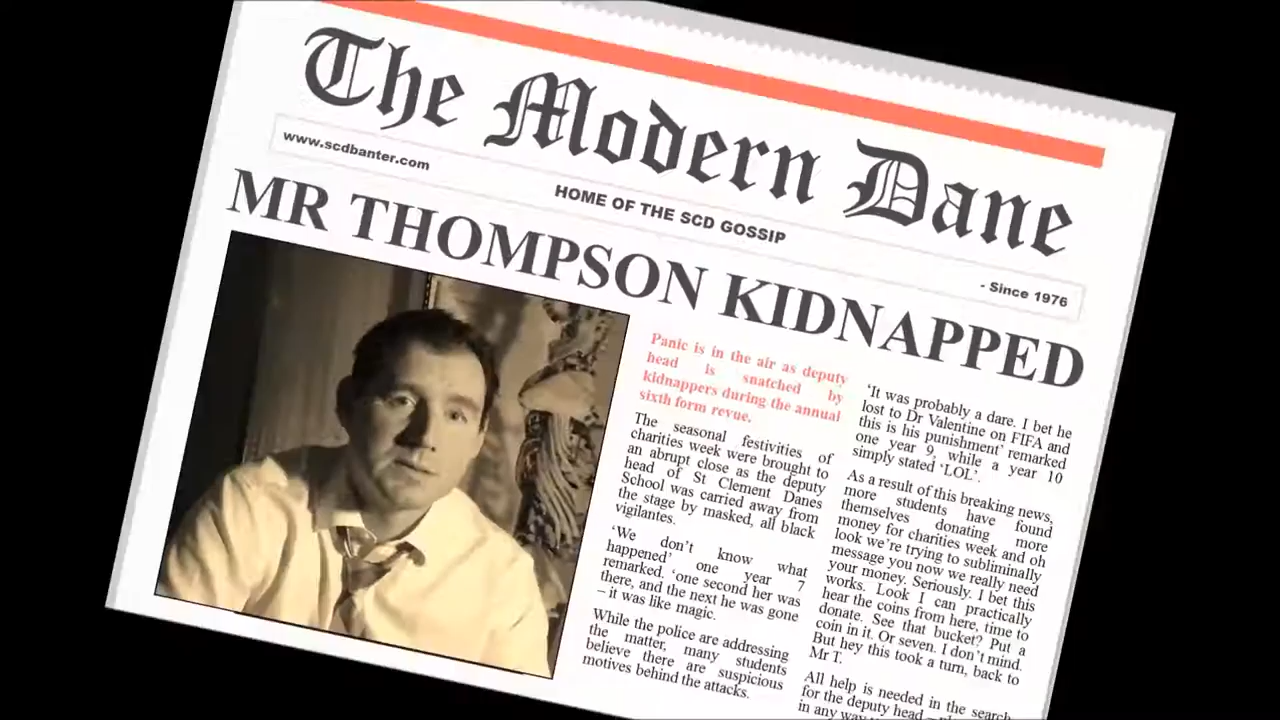 The Modern Dane
www.scdbanter.com
HOME OF THE SCD GOSSIP
- Since 1976
MR THOMPSON KIDNAPPED
Panic is in the air as deputy
head is snatched by
kidnappers during the annual
sixth form revue.
The seasonal festivities of
charities week were brought to
an abrupt close as the deputy
head of St Clement Danes
School was carried away from
the stage by masked, all black
vigilantes.
'We don't know what
happened' one year 7
remarked. 'one second her was
there, and the next he was gone
– it was like magic.
While the police are addressing
the matter, many students
believe there are suspicious
motives behind the attacks.
'It was probably a dare. I bet he
lost to Dr Valentine on FIFA and
this is his punishment' remarked
one year 9, while a year 10
simply stated 'LOL'.
As a result of this breaking news,
more students have found
themselves donating more
money for charities week and oh
look we're trying to subliminally
message you now we really need
your money. Seriously. I bet this
works. Look I can practically
hear the coins from here, time to
donate. See that bucket? Put a
coin in it. Or seven. I don't mind.
But hey this took a turn, back to
Mr T.
All help is needed in the search
for the deputy head –
in any way